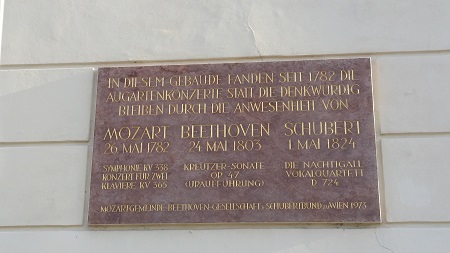 IN DIESEM GEBÄUDE FANDEN SEIT 1782 DIE
AUGARTENKONZERTE STATT DIE DENKWÜRDIG
BLEIBEN DURCH DIE ANWESENHEIT VON
MOZART BEETHOVEN SCHUBERT
26 MAI 1782 24 MAI 1803 1 MAI 1824
SYMPHONIE KV 338 KREUTZER-SONATE DIE NACHTIGALL
KONZERT FÜR ZWEI OP 47 VOKALQUARTETT
KLAVIERE KV 365 (URAUFFÜHRUNG) D 724
MOZARTGEMEINDE-BEETHOVEN-GESELLSCHAFT SCHUBERTBUND WIEN 1973